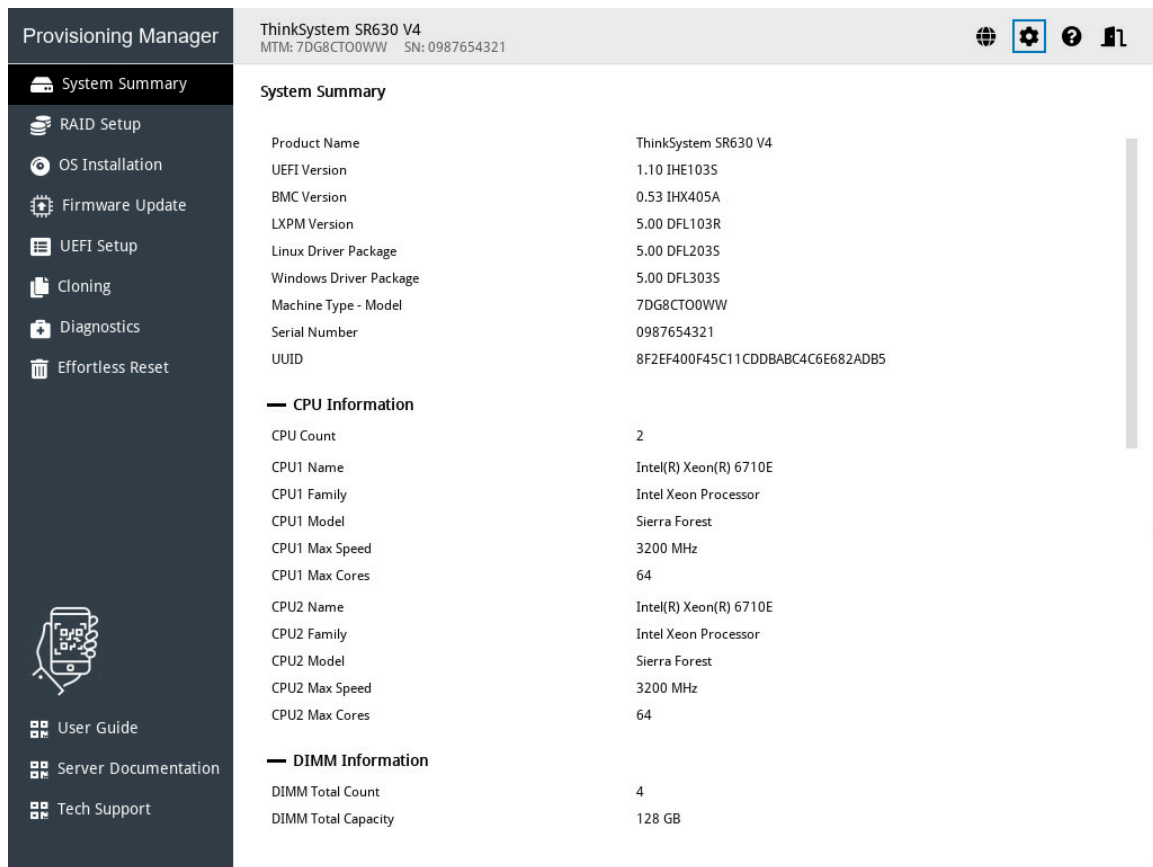 Provisioning Manager
ThinkSystem SR630 V4
MTM: 7DG8CTO0WW SN: 0987654321
System Summary
RAID Setup
OS Installation
Firmware Update
UEFI Setup
Cloning
Diagnostics
Effortless Reset
User Guide
Server Documentation
Tech Support
System Summary
Product Name ThinkSystem SR630 V4
UEFI Version 1.10 IHE103S
BMC Version 0.53 IHX405A
LXPM Version 5.00 DFL103R
Linux Driver Package 5.00 DFL203S
Windows Driver Package 5.00 DFL303S
Machine Type - Model 7DG8CTO0WW
Serial Number 0987654321
UUID 8F2EF400F45C11CDDBABC4C6E682ADB5
CPU Information
CPU Count 2
CPU1 Name Intel(R) Xeon(R) 6710E
CPU1 Family Intel Xeon Processor
CPU1 Model Sierra Forest
CPU1 Max Speed 3200 MHz
CPU1 Max Cores 64
CPU2 Name Intel(R) Xeon(R) 6710E
CPU2 Family Intel Xeon Processor
CPU2 Model Sierra Forest
CPU2 Max Speed 3200 MHz
CPU2 Max Cores 64
DIMM Information
DIMM Total Count 4
DIMM Total Capacity 128 GB